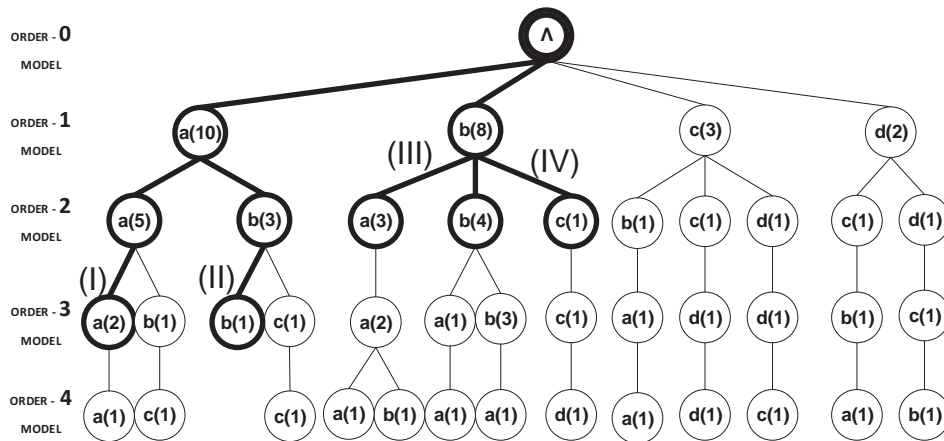 ORDER - 0
MODEL
Λ
ORDER - 1
MODEL
a(10) b(8) c(3) d(2)
(III) (IV)
ORDER - 2
MODEL
a(5) b(3) a(3) b(4) c(1) b(1) c(1) d(1) c(1) d(1)
(I) (II)
ORDER - 3
MODEL
a(2) b(1) b(1) c(1) a(2) a(1) b(3) c(1) a(1) d(1) d(1) b(1) c(1)
ORDER - 4
MODEL
a(1) c(1) c(1) a(1) b(1) a(1) a(1) d(1) a(1) d(1) c(1) a(1) b(1)